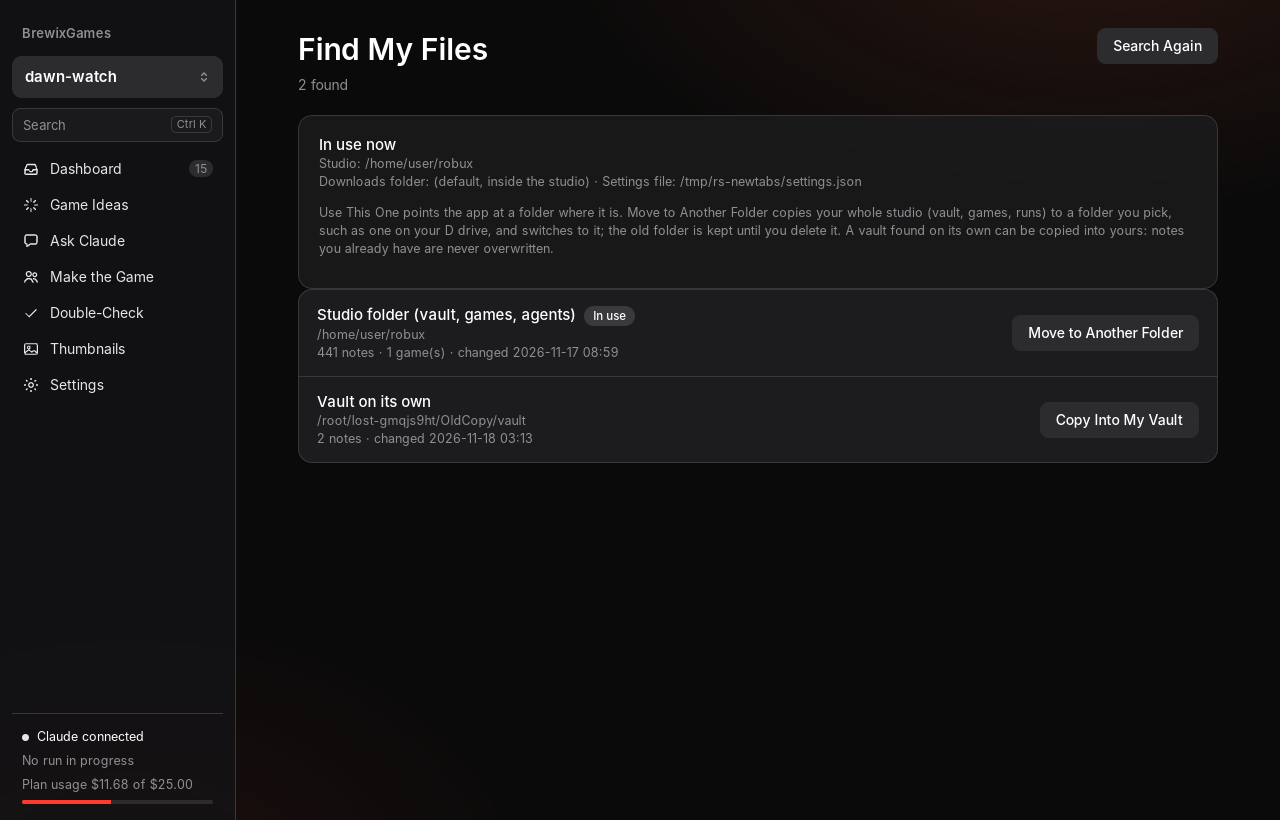 BrewixGames
dawn-watch
Search
Ctrl K
Dashboard
15
Game Ideas
Ask Claude
Make the Game
Double-Check
Thumbnails
Settings
Claude connected
No run in progress
Plan usage $11.68 of $25.00
Find My Files
2 found
Search Again
In use now
Studio: /home/user/robux
Downloads folder: (default, inside the studio) · Settings file: /tmp/rs-newtabs/settings.json
Use This One points the app at a folder where it is. Move to Another Folder copies your whole studio (vault, games, runs) to a folder you pick,
such as one on your D drive, and switches to it; the old folder is kept until you delete it. A vault found on its own can be copied into yours: notes
you already have are never overwritten.
Studio folder (vault, games, agents) In use
/home/user/robux
441 notes · 1 game(s) · changed 2026-11-17 08:59
Move to Another Folder
Vault on its own
/root/lost-gmqjs9ht/OldCopy/vault
2 notes · changed 2026-11-18 03:13
Copy Into My Vault